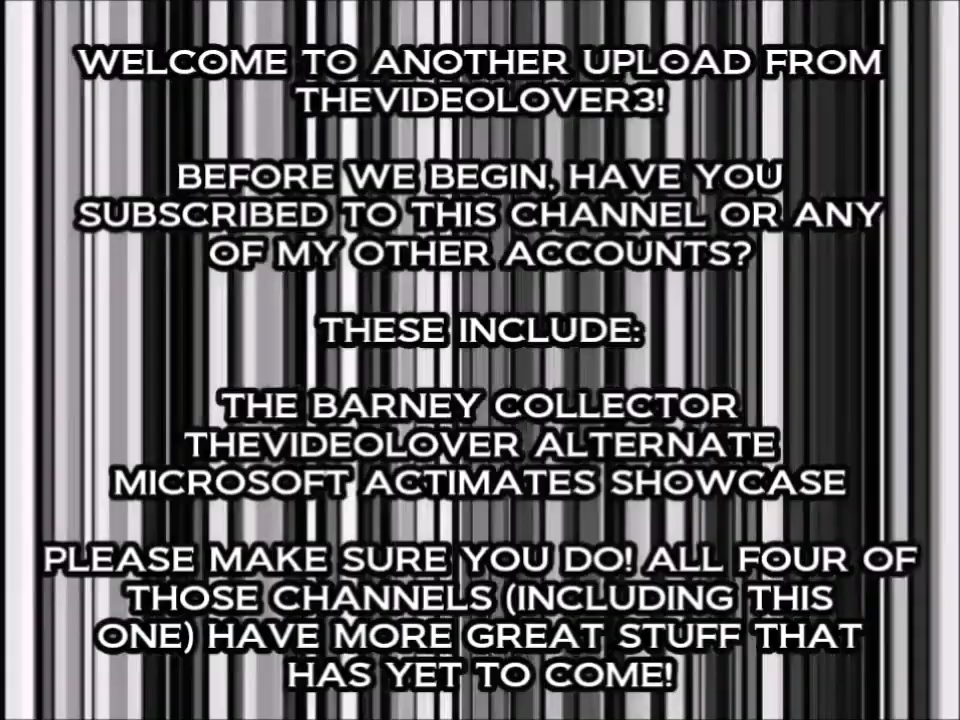 WELCOME TO ANOTHER UPLOAD FROM
THEVIDEOLOVER3!
BEFORE WE BEGIN, HAVE YOU
SUBSCRIBED TO THIS CHANNEL OR ANY
OF MY OTHER ACCOUNTS?
THESE INCLUDE:
THE BARNEY COLLECTOR
THEVIDEOLOVER ALTERNATE
MICROSOFT ACTIMATES SHOWCASE
PLEASE MAKE SURE YOU DO! ALL FOUR OF
THOSE CHANNELS (INCLUDING THIS
ONE) HAVE MORE GREAT STUFF THAT
HAS YET TO COME!